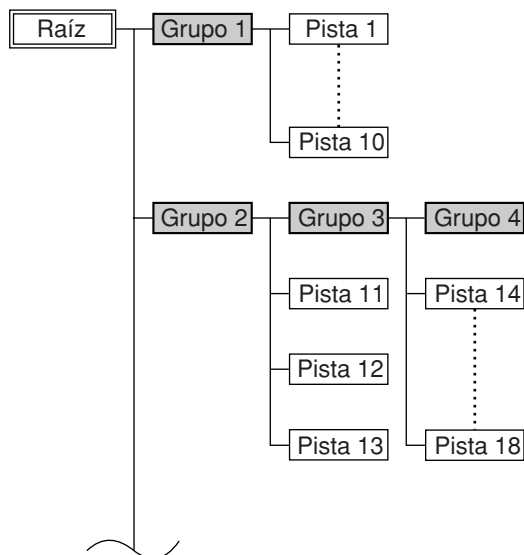 Raíz
Grupo 1
Pista 1
Pista 10
Grupo 2
Grupo 3
Grupo 4
Pista 11
Pista 14
Pista 12
Pista 13
Pista 18